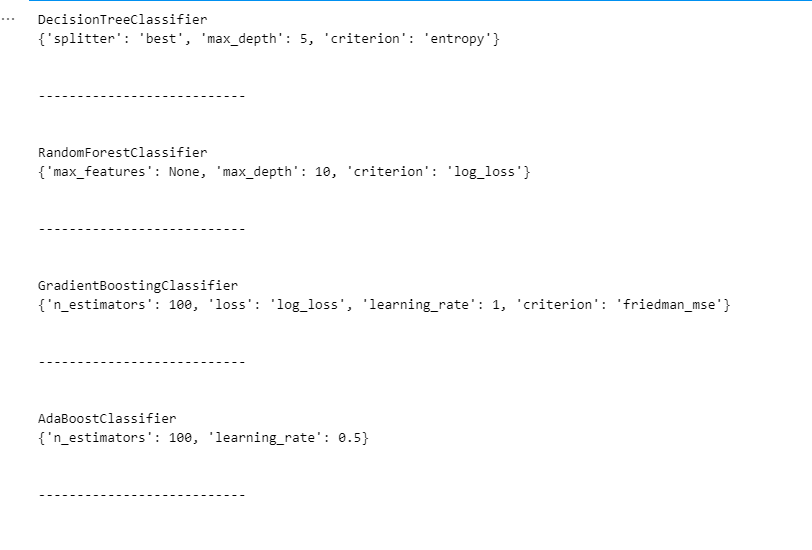 ...
DecisionTreeClassifier
{'splitter': 'best', 'max_depth': 5, 'criterion': 'entropy'}
---------------------------
RandomForestClassifier
{'max_features': None, 'max_depth': 10, 'criterion': 'log_loss'}
---------------------------
GradientBoostingClassifier
{'n_estimators': 100, 'loss': 'log_loss', 'learning_rate': 1, 'criterion': 'friedman_mse'}
---------------------------
AdaBoostClassifier
{'n_estimators': 100, 'learning_rate': 0.5}
---------------------------